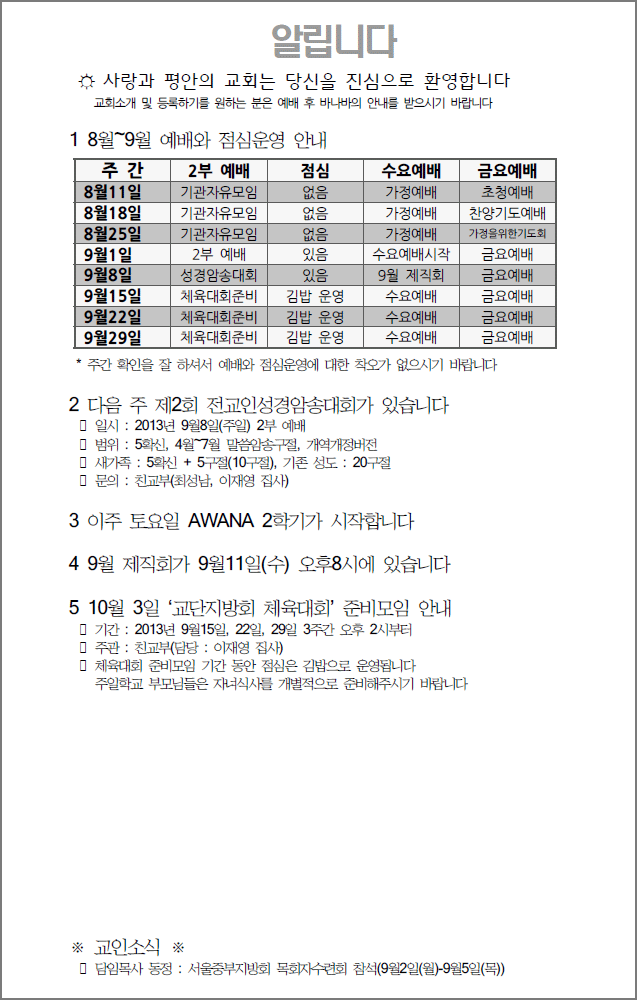 알립니다
☼ 사랑과 평안의 교회는 당신을 진심으로 환영합니다
교회소개 및 등록하기를 원하는 분은 예배 후 바나바의 안내를 받으시기 바랍니다
1 8월~9월 예배와 점심운영 안내
주 간 2부 예배 점심 수요예배 금요예배
8월11일 기관자유모임 없음 가정예배 초청예배
8월18일 기관자유모임 없음 가정예배 찬양기도예배
8월25일 기관자유모임 없음 가정예배 가정을위한기도회
9월1일 2부 예배 있음 수요예배시작 금요예배
9월8일 성경암송대회 있음 9월 제직회 금요예배
9월15일 체육대회준비 김밥 운영 수요예배 금요예배
9월22일 체육대회준비 김밥 운영 수요예배 금요예배
9월29일 체육대회준비 김밥 운영 수요예배 금요예배
* 주간 확인을 잘 하셔서 예배와 점심운영에 대한 착오가 없으시기 바랍니다
2 다음 주 제2회 전교인성경암송대회가 있습니다
▯ 일시 : 2013년 9월8일(주일) 2부 예배
▯ 범위 : 5확신, 4월~7월 말씀암송구절, 개역개정버전
▯ 새가족 : 5확신 + 5구절(10구절), 기존 성도 : 20구절
▯ 문의 : 친교부(최성남, 이재영 집사)
3 이주 토요일 AWANA 2학기가 시작합니다
4 9월 제직회가 9월11일(수) 오후8시에 있습니다
5 10월 3일 ‘교단지방회 체육대회’ 준비모임 안내
▯ 기간 : 2013년 9월15일, 22일, 29일 3주간 오후 2시부터
▯ 주관 : 친교부(담당 : 이재영 집사)
▯ 체육대회 준비모임 기간 동안 점심은 김밥으로 운영됩니다
주일학교 부모님들은 자녀식사를 개별적으로 준비해주시기 바랍니다
※ 교인소식 ※
▯ 담임목사 동정 : 서울중부지방회 목회자수련회 참석(9월2일(월)-9월5일(목))